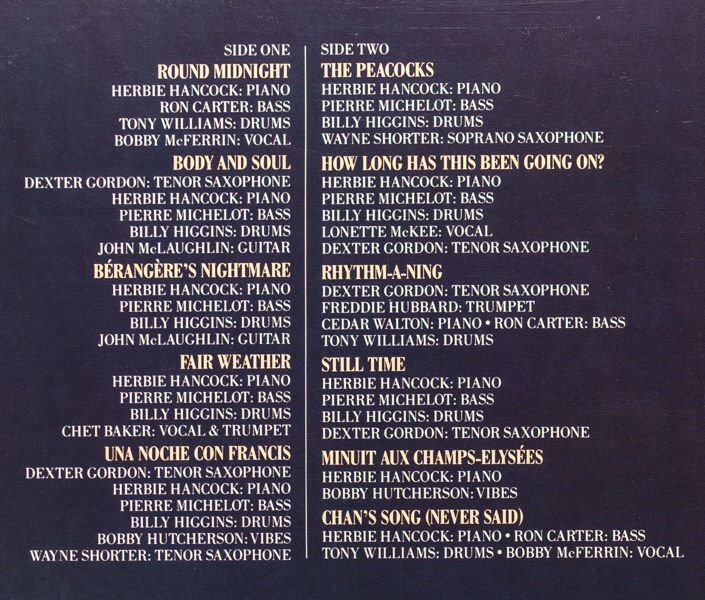 SIDE ONE
ROUND MIDNIGHT
HERBIE HANCOCK: PIANO
RON CARTER: BASS
TONY WILLIAMS: DRUMS
BOBBY McFERRIN: VOCAL
BODY AND SOUL
DEXTER GORDON: TENOR SAXOPHONE
HERBIE HANCOCK: PIANO
PIERRE MICHELOT: BASS
BILLY HIGGINS: DRUMS
JOHN McLAUGHLIN: GUITAR
BÉRANGÈRE'S NIGHTMARE
HERBIE HANCOCK: PIANO
PIERRE MICHELOT: BASS
BILLY HIGGINS: DRUMS
JOHN McLAUGHLIN: GUITAR
FAIR WEATHER
HERBIE HANCOCK: PIANO
PIERRE MICHELOT: BASS
BILLY HIGGINS: DRUMS
CHET BAKER: VOCAL & TRUMPET
UNA NOCHE CON FRANCIS
DEXTER GORDON: TENOR SAXOPHONE
HERBIE HANCOCK: PIANO
PIERRE MICHELOT: BASS
BILLY HIGGINS: DRUMS
BOBBY HUTCHERSON: VIBES
WAYNE SHORTER: TENOR SAXOPHONE
SIDE TWO
THE PEACOCKS
HERBIE HANCOCK: PIANO
PIERRE MICHELOT: BASS
BILLY HIGGINS: DRUMS
WAYNE SHORTER: SOPRANO SAXOPHONE
HOW LONG HAS THIS BEEN GOING ON?
HERBIE HANCOCK: PIANO
PIERRE MICHELOT: BASS
BILLY HIGGINS: DRUMS
LONETTE McKEE: VOCAL
DEXTER GORDON: TENOR SAXOPHONE
RHYTHM-A-NING
DEXTER GORDON: TENOR SAXOPHONE
FREDDIE HUBBARD: TRUMPET
CEDAR WALTON: PIANO • RON CARTER: BASS
TONY WILLIAMS: DRUMS
STILL TIME
HERBIE HANCOCK: PIANO
PIERRE MICHELOT: BASS
BILLY HIGGINS: DRUMS
DEXTER GORDON: TENOR SAXOPHONE
MINUIT AUX CHAMPS-ELYSÉES
HERBIE HANCOCK: PIANO
BOBBY HUTCHERSON: VIBES
CHAN'S SONG (NEVER SAID)
HERBIE HANCOCK: PIANO • RON CARTER: BASS
TONY WILLIAMS: DRUMS • BOBBY McFERRIN: VOCAL